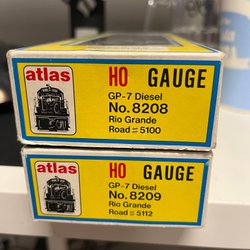 atlas
HO GAUGE
GP-7 Diesel
No. 8208
Rio Grande
Road # 5100
atlas
HO GAUGE
GP-7 Diesel
No. 8209
Rio Grande
Road # 5112